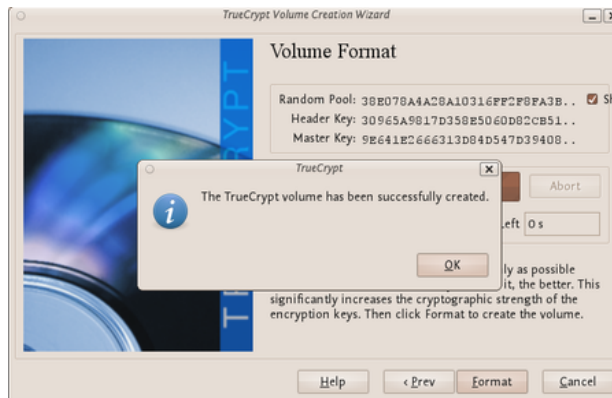 TrueCrypt Volume Creation Wizard
Volume Format
Random Pool: 38E078A4A28A10316FF2F8FA3B..
Header Key: 30965A9817D358E5060D82CB51..
Master Key: 9E641E2666313D84D547D39408..
TrueCrypt
The TrueCrypt volume has been successfully created.
OK
Abort
Left 0 s
ly as possible
it, the better. This
significantly increases the cryptographic strength of the
encryption keys. Then click Format to create the volume.
Help
< Prev
Format
Cancel